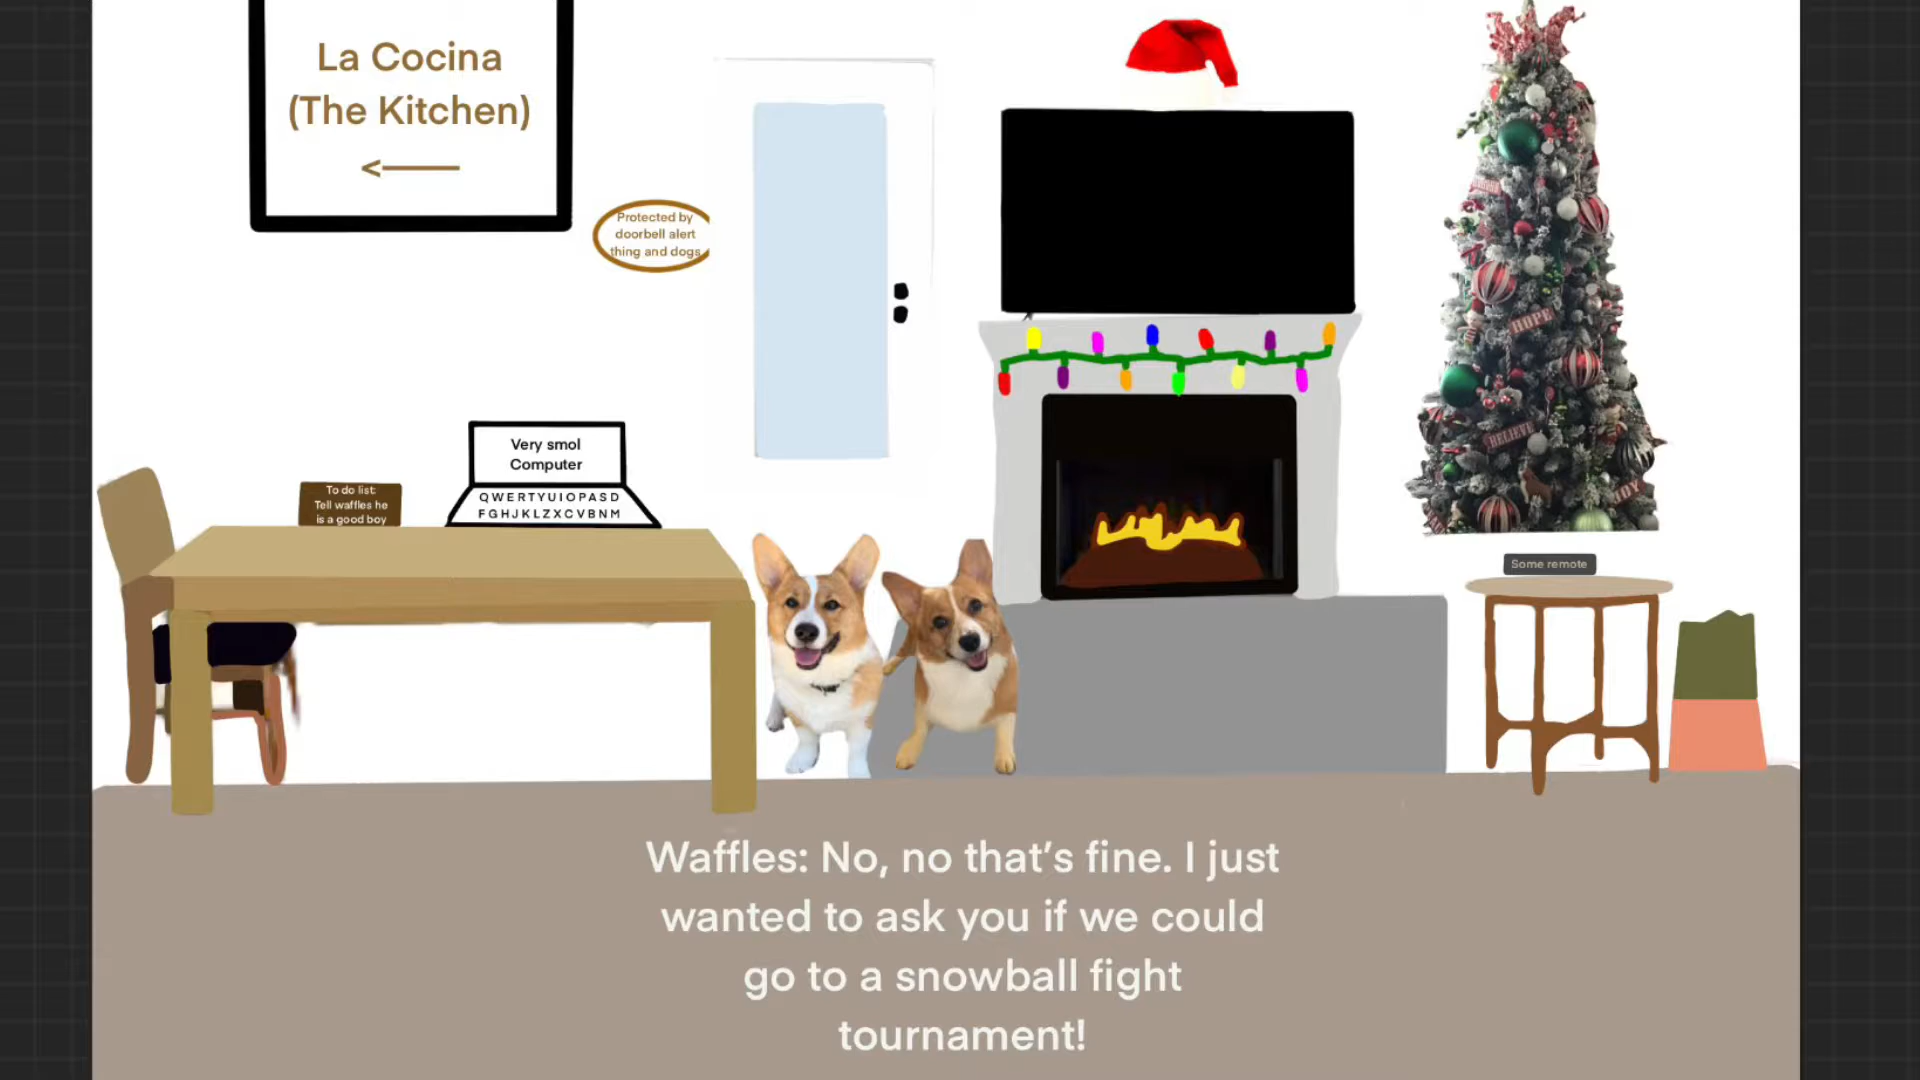 La Cocina
(The Kitchen)
<——
Protected by
doorbell alert
thing and dogs
Very smol
Computer
QWERTYUIOPASD
FGHJKLZXCVBNM
To do list:
Tell waffles he
is a good boy
HOPE
BELIEVE
JOY
Some remote
Waffles: No, no that’s fine. I just
wanted to ask you if we could
go to a snowball fight
tournament!